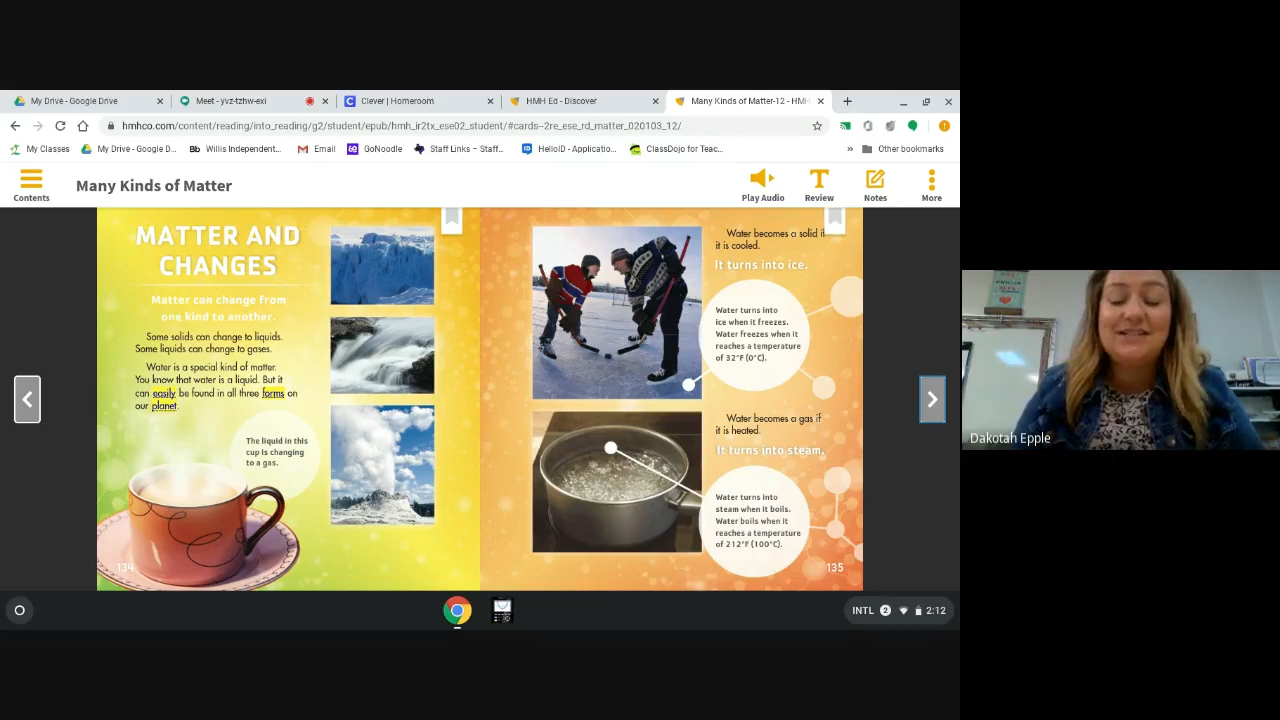 My Drive - Google Drive
Meet - yvz-tzhw-exi
Clever | Homeroom
HMH Ed - Discover
Many Kinds of Matter-12 - HMH
hmhco.com/content/reading/into_reading/g2/student/epub/hmh_ir2tx_ese02_student/#cards--2re_ese_rd_matter_020103_12/
My Classes
My Drive - Google D...
Bb Willis Independent...
Email
GoNoodle
Staff Links – Staff...
HelloID - Applicatio...
ClassDojo for Teac...
»
Other bookmarks
Contents
Many Kinds of Matter
Play Audio
Review
Notes
More
MATTER AND
CHANGES
Matter can change from
one kind to another.
Some solids can change to liquids.
Some liquids can change to gases.
Water is a special kind of matter.
You know that water is a liquid. But it
can easily be found in all three forms on
our planet.
The liquid in this
cup is changing
to a gas.
134
Water becomes a solid if
it is cooled.
It turns into ice.
Water turns into
ice when it freezes.
Water freezes when it
reaches a temperature
of 32°F (0°C).
Water becomes a gas if
it is heated.
It turns into steam.
Water turns into
steam when it boils.
Water boils when it
reaches a temperature
of 212°F (100°C).
135
INTL 2 2:12
Dakotah Epple